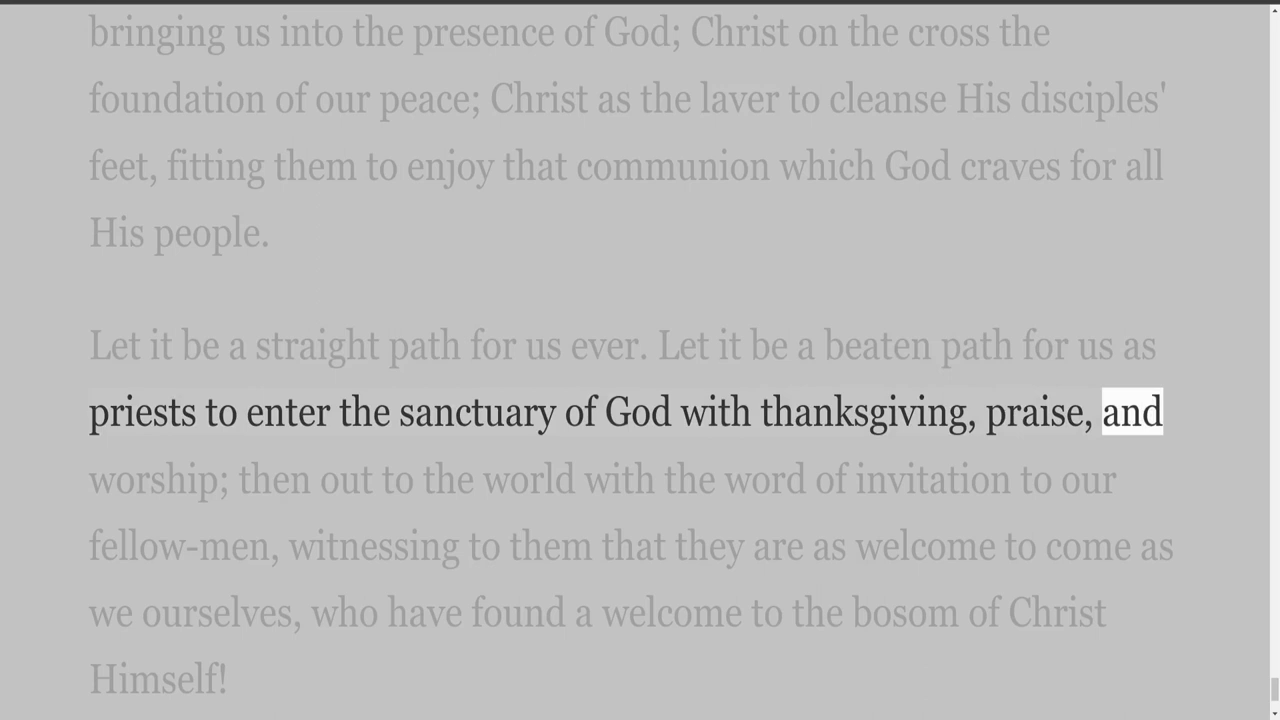 bringing us into the presence of God; Christ on the cross the
foundation of our peace; Christ as the laver to cleanse His disciples'
feet, fitting them to enjoy that communion which God craves for all
His people.
Let it be a straight path for us ever. Let it be a beaten path for us as
priests to enter the sanctuary of God with thanksgiving, praise, and
worship; then out to the world with the word of invitation to our
fellow-men, witnessing to them that they are as welcome to come as
we ourselves, who have found a welcome to the bosom of Christ
Himself!